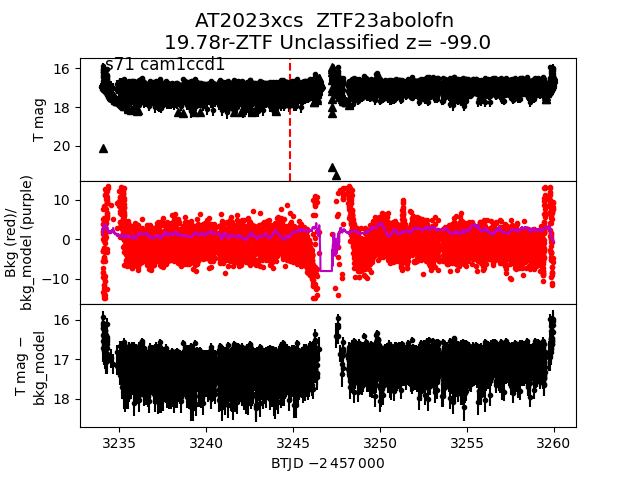 AT2023xcs  ZTF23abolofn
19.78r-ZTF Unclassified z= -99.0
s71 cam1ccd1
16
18
20
T mag
10
0
−10
Bkg (red)/
bkg_model (purple)
16
17
18
T mag −
bkg_model
3235
3240
3245
3250
3255
3260
BTJD −2 457 000